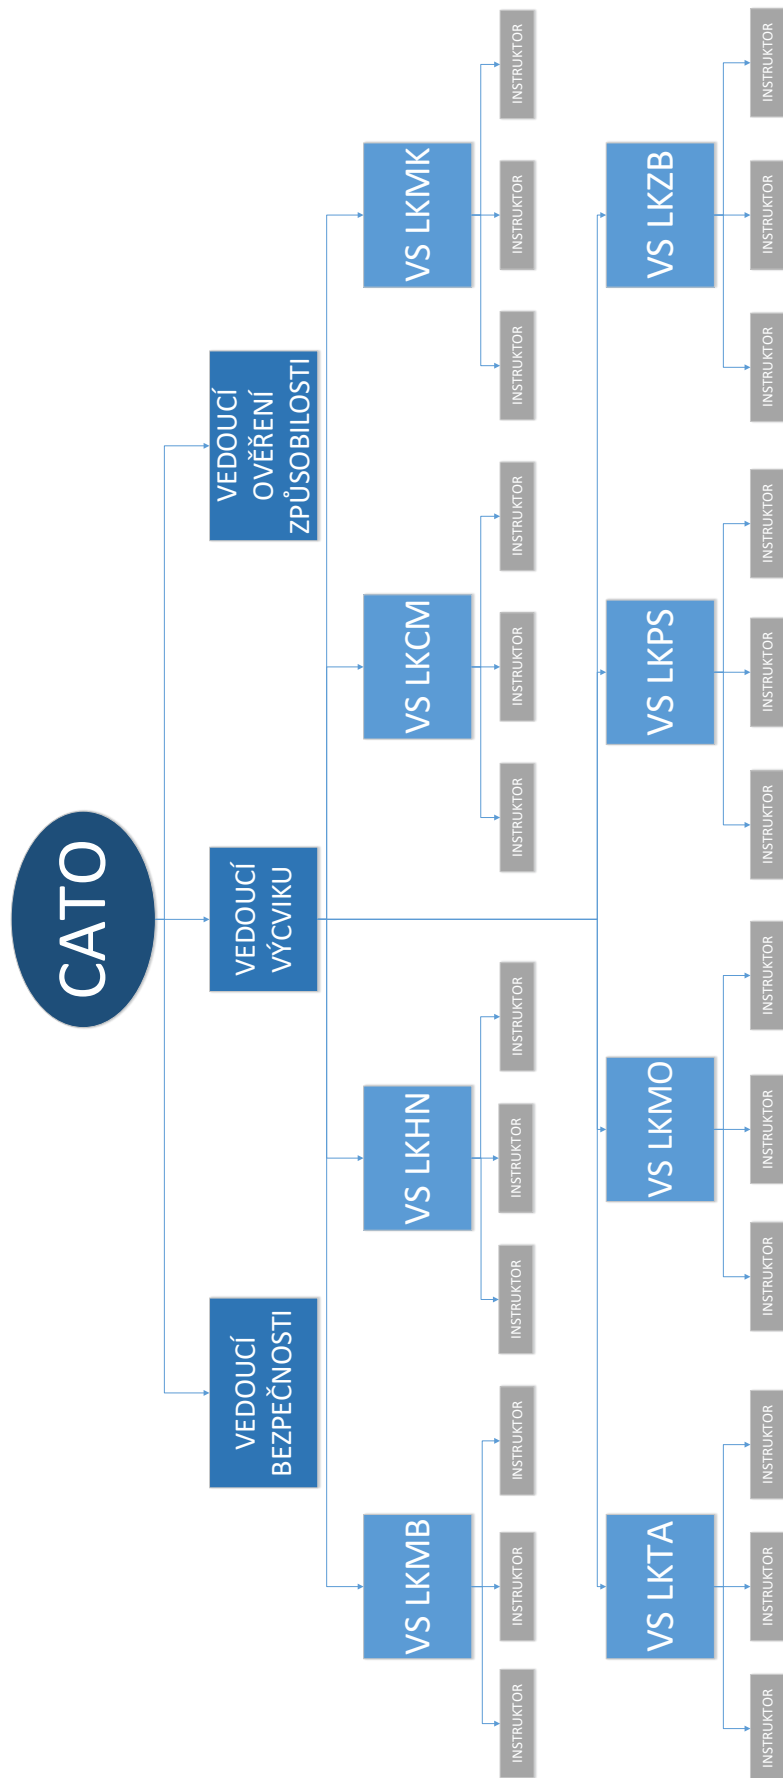 CATO
VEDOUCÍ
BEZPEČNOSTI
VEDOUCÍ
VÝCVIKU
VEDOUCÍ
OVĚŘENÍ
ZPŮSOBILOSTI
VS LKMB
VS LKHN
VS LKCM
VS LKMK
INSTRUKTOR
INSTRUKTOR
INSTRUKTOR
INSTRUKTOR
INSTRUKTOR
INSTRUKTOR
INSTRUKTOR
INSTRUKTOR
INSTRUKTOR
INSTRUKTOR
INSTRUKTOR
INSTRUKTOR
VS LKTA
VS LKMO
VS LKPS
VS LKZB
INSTRUKTOR
INSTRUKTOR
INSTRUKTOR
INSTRUKTOR
INSTRUKTOR
INSTRUKTOR
INSTRUKTOR
INSTRUKTOR
INSTRUKTOR
INSTRUKTOR
INSTRUKTOR
INSTRUKTOR